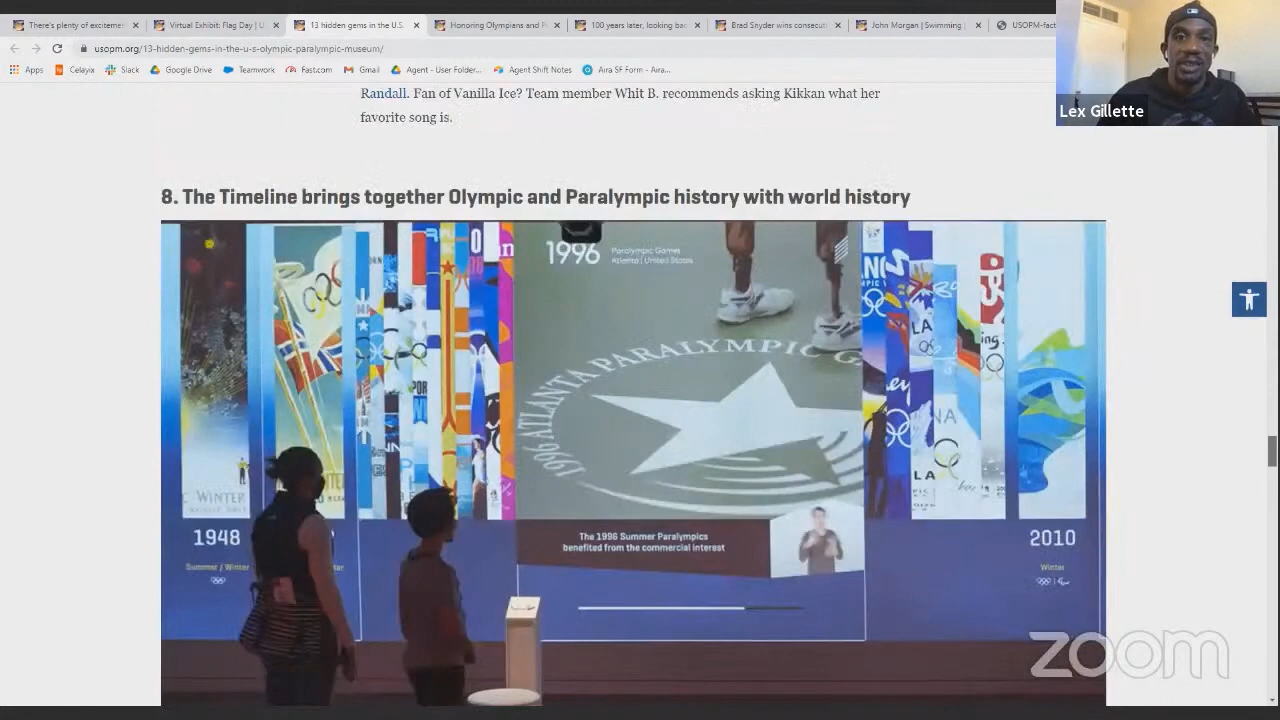 There's plenty of excitemen
Virtual Exhibit: Flag Day | U
13 hidden gems in the U.S.
Honoring Olympians and P
100 years later, looking bac
Brad Snyder wins consecuti
John Morgan | Swimming |
USOPM-fact
usopm.org/13-hidden-gems-in-the-u-s-olympic-paralympic-museum/
Apps
Celayix
Slack
Google Drive
Teamwork
Fast.com
Gmail
Agent - User Folder...
Agent Shift Notes
Aira SF Form - Aira...
Lex Gillette
Randall. Fan of Vanilla Ice? Team member Whit B. recommends asking Kikkan what her
favorite song is.
8. The Timeline brings together Olympic and Paralympic history with world history
1996
Paralympic Games
Atlanta | United States
1996 ATLANTA PARALYMPIC G
WINTER
LA
NA
LA
1948
Summer / Winter
The 1996 Summer Paralympics
benefited from the commercial interest
2010
Winter
zoom